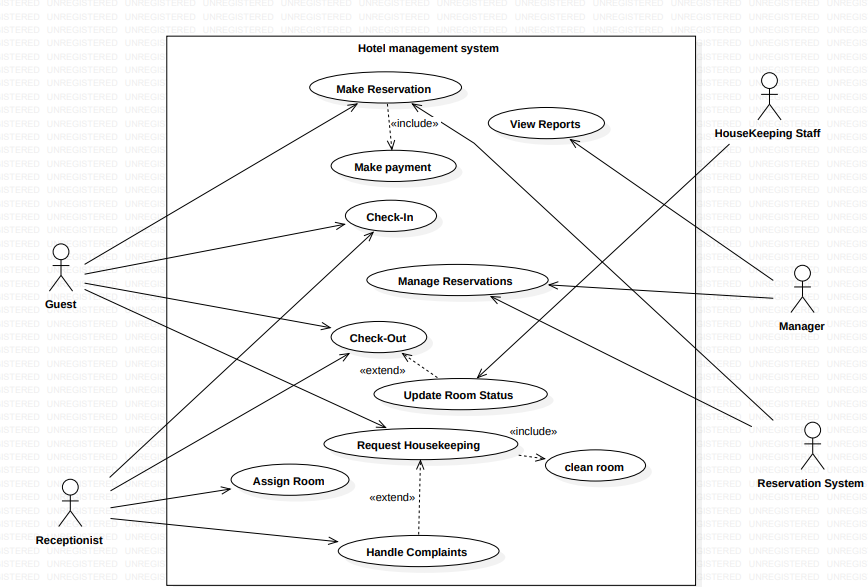 Hotel management system
Make Reservation
«include»
View Reports
HouseKeeping Staff
Make payment
Check-In
Guest
Manage Reservations
Manager
Check-Out
«extend»
Update Room Status
«include»
Request Housekeeping
clean room
Assign Room
Reservation System
«extend»
Receptionist
Handle Complaints
UNREGISTERED